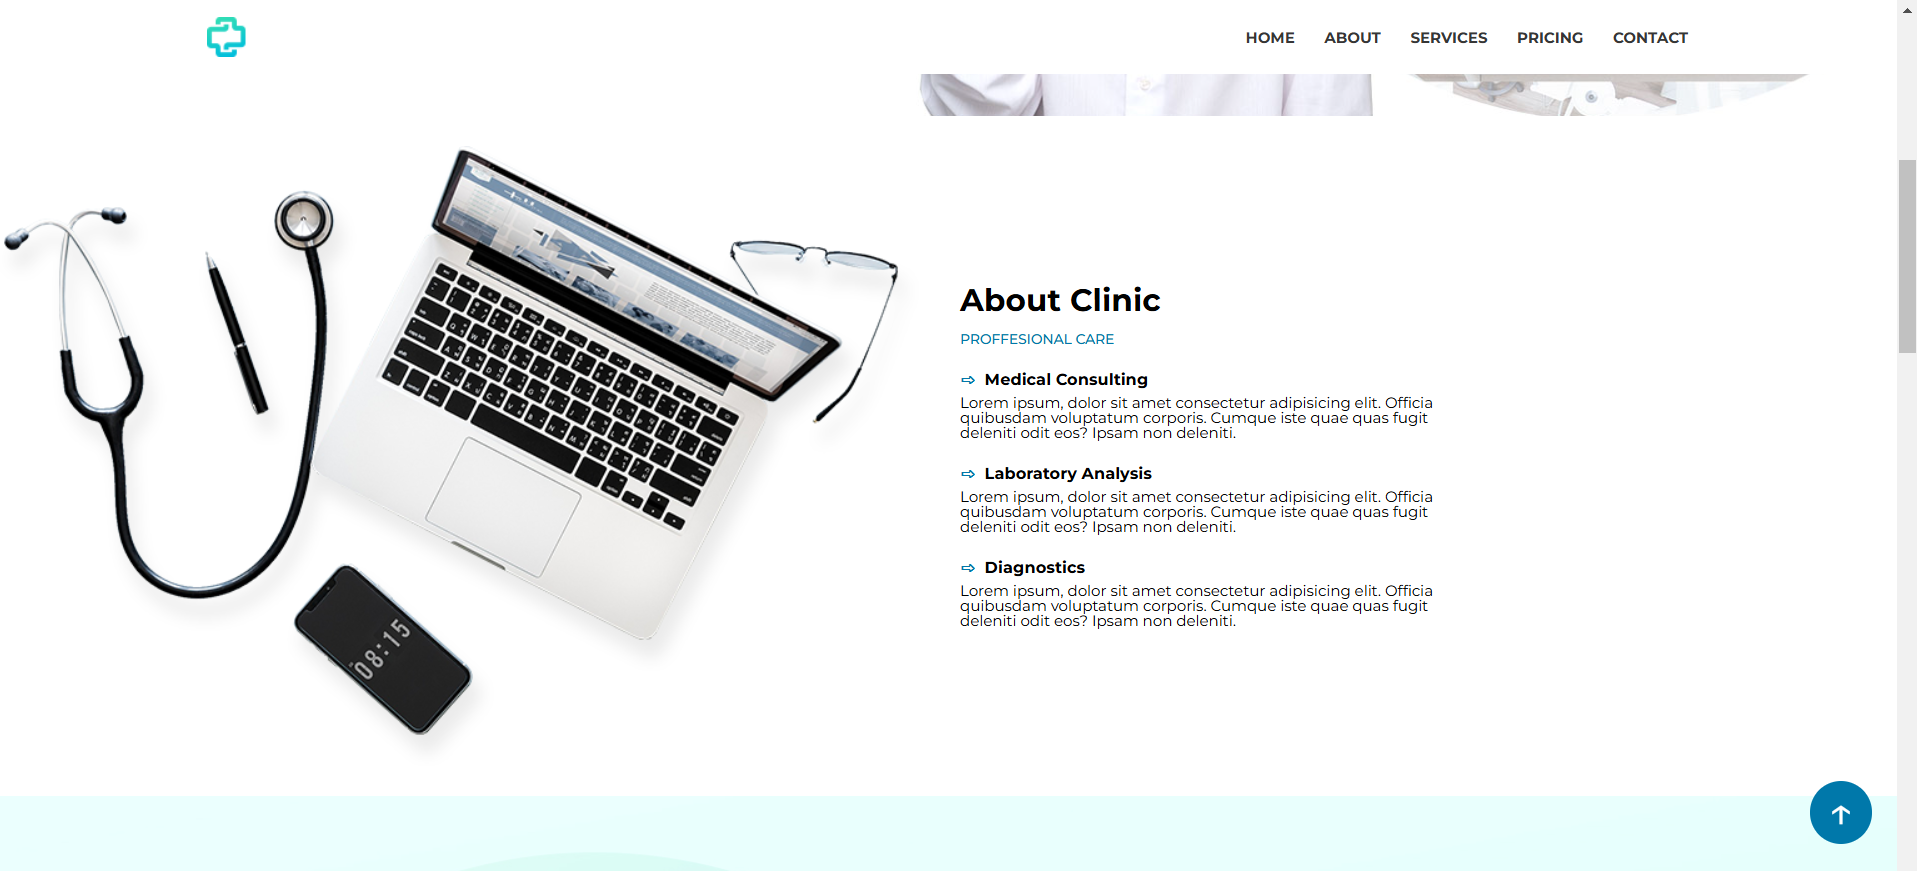 HOME ABOUT SERVICES PRICING CONTACT
About Clinic
PROFFESIONAL CARE
⇨ Medical Consulting
Lorem ipsum, dolor sit amet consectetur adipisicing elit. Officia
quibusdam voluptatum corporis. Cumque iste quae quas fugit
deleniti odit eos? Ipsam non deleniti.
⇨ Laboratory Analysis
Lorem ipsum, dolor sit amet consectetur adipisicing elit. Officia
quibusdam voluptatum corporis. Cumque iste quae quas fugit
deleniti odit eos? Ipsam non deleniti.
⇨ Diagnostics
Lorem ipsum, dolor sit amet consectetur adipisicing elit. Officia
quibusdam voluptatum corporis. Cumque iste quae quas fugit
deleniti odit eos? Ipsam non deleniti.
08:15